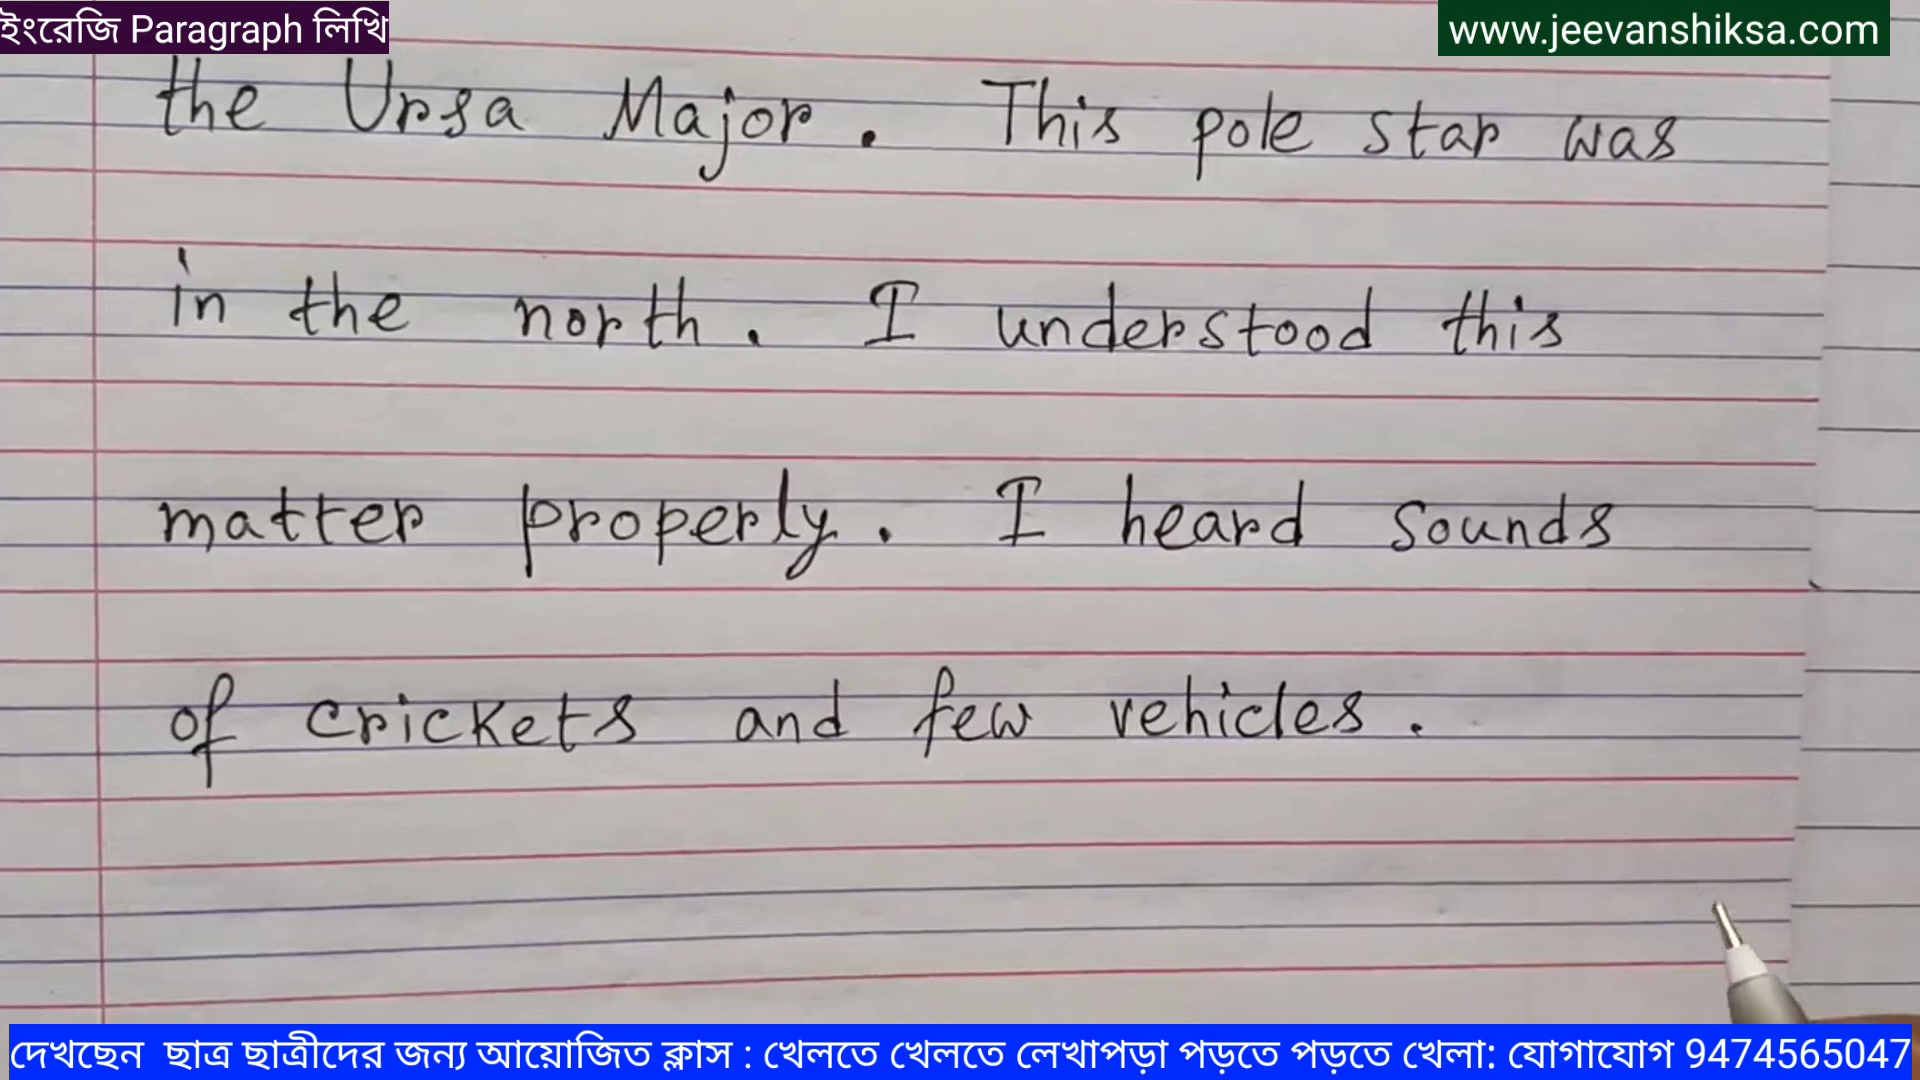 ইংরেজি Paragraph লিখি
www.jeevanshiksa.com
the Ursa Major. This pole star was
in the north. I understood this
matter properly. I heard sounds
of crickets and few vehicles.
দেখছেন ছাত্র ছাত্রীদের জন্য আয়োজিত ক্লাস : খেলতে খেলতে লেখাপড়া পড়তে পড়তে খেলা: যোগাযোগ 9474565047